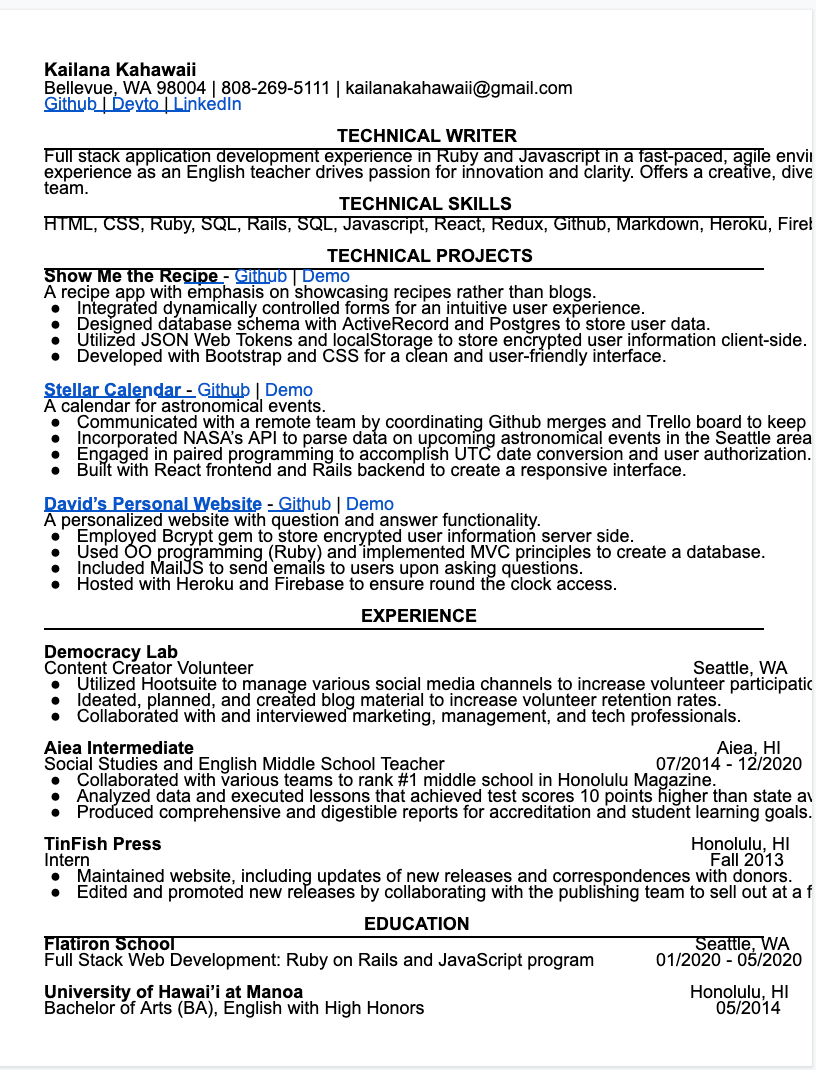 Kailana Kahawaii
Bellevue, WA 98004 | 808-269-5111 | kailanakahawaii@gmail.com
Github | Devto | LinkedIn
TECHNICAL WRITER
Full stack application development experience in Ruby and Javascript in a fast-paced, agile
experience as an English teacher drives passion for innovation and clarity. Offers a creative,
team.
TECHNICAL SKILLS
HTML, CSS, Ruby, SQL, Rails, SQL, Javascript, React, Redux, Github, Markdown, Heroku,
TECHNICAL PROJECTS
Show Me the Recipe - Github | Demo
A recipe app with emphasis on showcasing recipes rather than blogs.
● Integrated dynamically controlled forms for an intuitive user experience.
● Designed database schema with ActiveRecord and Postgres to store user data.
● Utilized JSON Web Tokens and localStorage to store encrypted user information client-side.
● Developed with Bootstrap and CSS for a clean and user-friendly interface.
Stellar Calendar - Github | Demo
A calendar for astronomical events.
● Communicated with a remote team by coordinating Github merges and Trello board to keep
● Incorporated NASA's API to parse data on upcoming astronomical events in the Seattle area
● Engaged in paired programming to accomplish UTC date conversion and user authorization.
● Built with React frontend and Rails backend to create a responsive interface.
David's Personal Website - Github | Demo
A personalized website with question and answer functionality.
● Employed Bcrypt gem to store encrypted user information server side.
● Used OO programming (Ruby) and implemented MVC principles to create a database.
● Included MailJS to send emails to users upon asking questions.
● Hosted with Heroku and Firebase to ensure round the clock access.
EXPERIENCE
Democracy Lab
Content Creator Volunteer Seattle, WA
● Utilized Hootsuite to manage various social media channels to increase volunteer
● Ideated, planned, and created blog material to increase volunteer retention rates.
● Collaborated with and interviewed marketing, management, and tech professionals.
Aiea Intermediate Aiea, HI
Social Studies and English Middle School Teacher 07/2014 - 12/2020
● Collaborated with various teams to rank #1 middle school in Honolulu Magazine.
● Analyzed data and executed lessons that achieved test scores 10 points higher than state
● Produced comprehensive and digestible reports for accreditation and student learning goals.
TinFish Press Honolulu, HI
Intern Fall 2013
● Maintained website, including updates of new releases and correspondences with donors.
● Edited and promoted new releases by collaborating with the publishing team to sell out at a
EDUCATION
Flatiron School Seattle, WA
Full Stack Web Development: Ruby on Rails and JavaScript program 01/2020 - 05/2020
University of Hawai'i at Manoa Honolulu, HI
Bachelor of Arts (BA), English with High Honors 05/2014